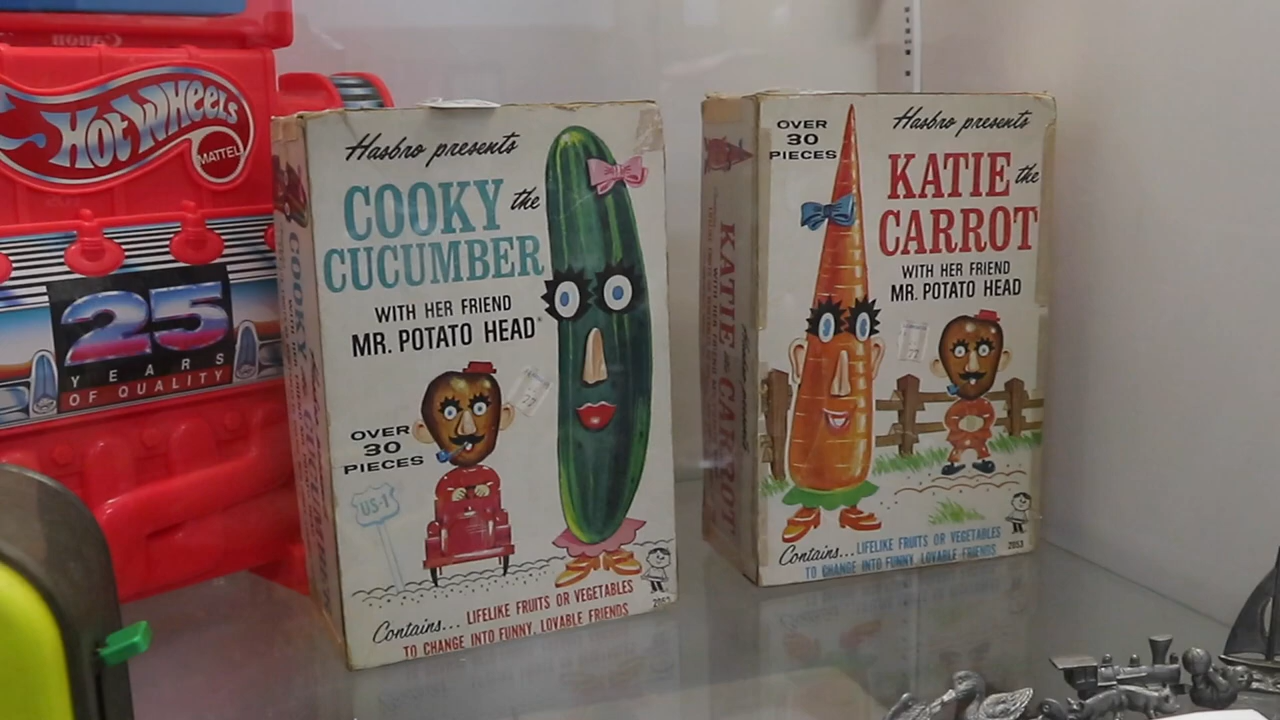 HOT WHEELS
MATTEL
25
YEARS
OF QUALITY
Hasbro presents
COOKY the
CUCUMBER
WITH HER FRIEND
MR. POTATO HEAD®
OVER
30
PIECES
US-1
Contains... LIFELIKE FRUITS OR VEGETABLES
TO CHANGE INTO FUNNY, LOVABLE FRIENDS
2052
COOKY
OVER
30
PIECES
Hasbro presents
KATIE the
CARROT
WITH HER FRIEND
MR. POTATO HEAD
Contains... LIFELIKE FRUITS OR VEGETABLES
TO CHANGE INTO FUNNY, LOVABLE FRIENDS
2053
KATIE the CARROT